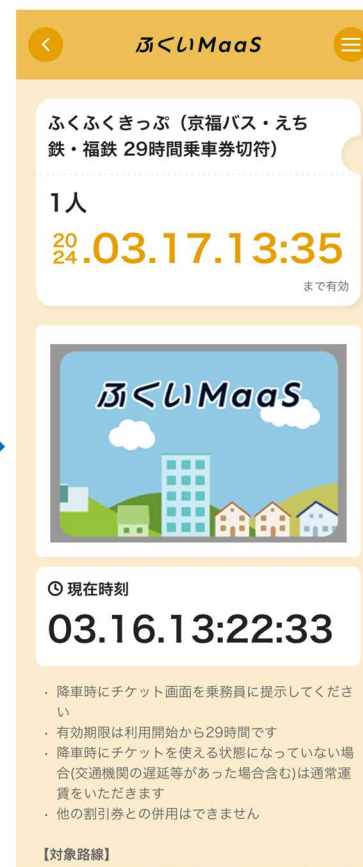 ふくいMaaS
ふくふくきっぷ（京福バス・えち
鉄・福鉄 29時間乗車券切符）
1人
2024.03.17.13:35
まで有効
ふくいMaaS
現在時刻
03.16.13:22:33
・ 降車時にチケット画面を乗務員に提示してくださ
い
・ 有効期限は利用開始から29時間です
・ 降車時にチケットを使える状態になっていない場
合(交通機関の遅延等があった場合含む)は通常運
賃をいただきます
・ 他の割引券との併用はできません
【対象路線】